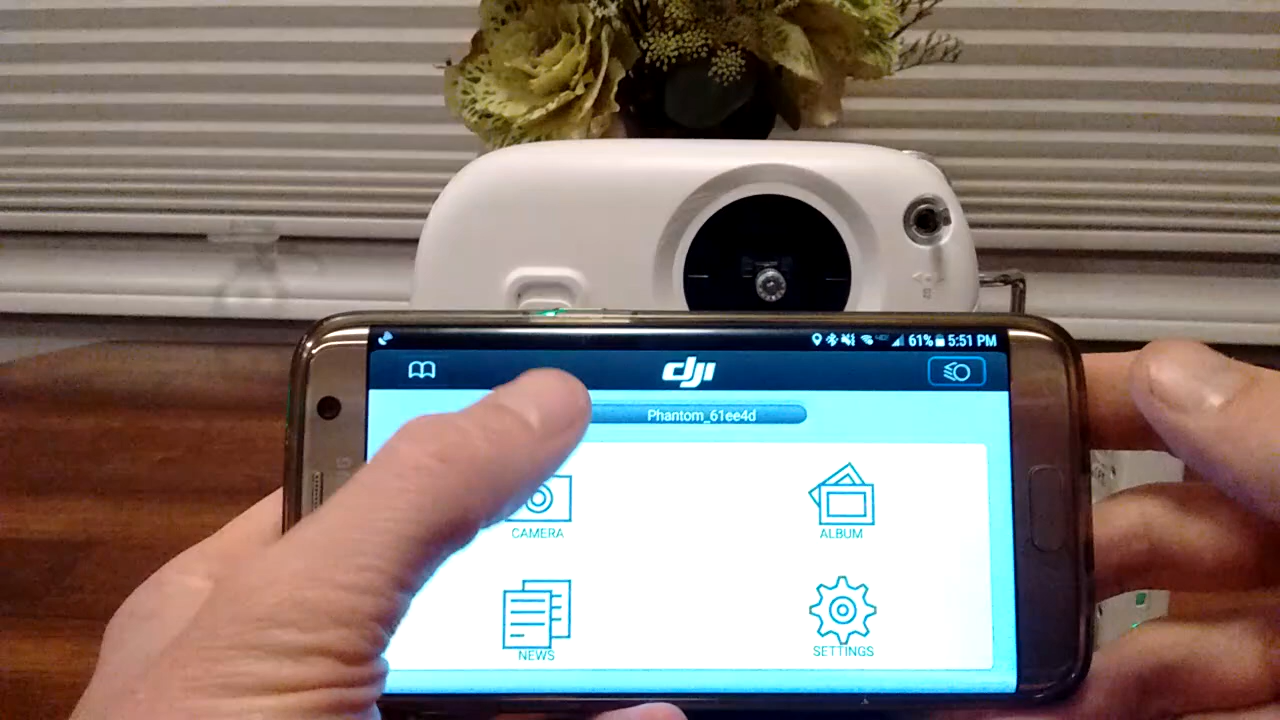 61% 5:51 PM
dji
Phantom_61ee4d
CAMERA
ALBUM
NEWS
SETTINGS